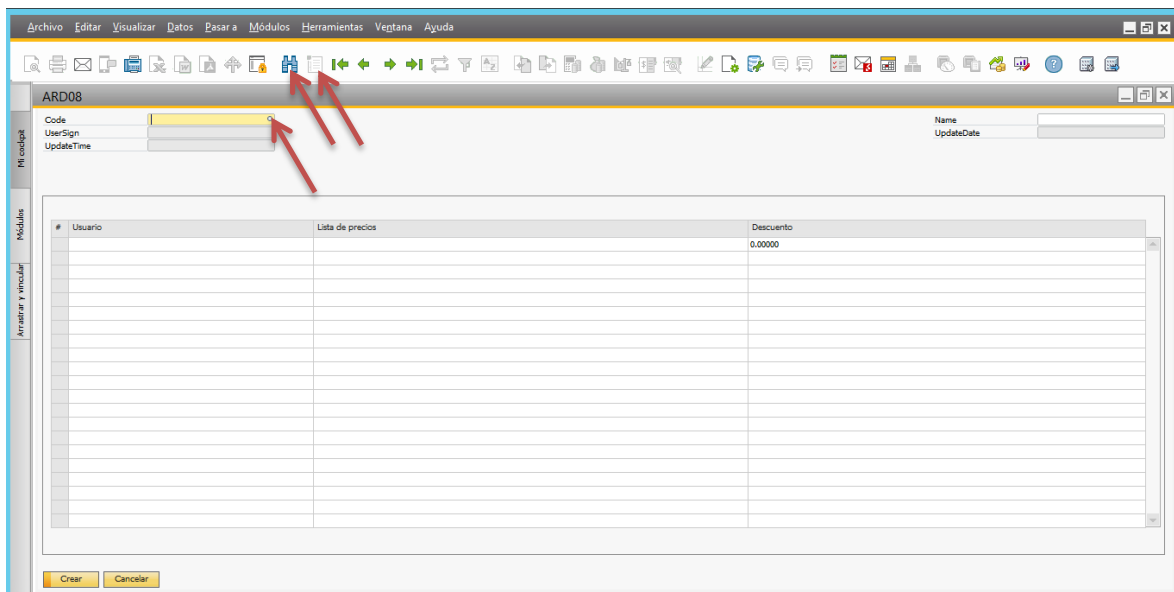 Archivo Editar Visualizar Datos Pasar a Módulos Herramientas Ventana Ayuda
ARD08
Code
Name
UserSign
UpdateDate
UpdateTime
Mi cockpit
Módulos
Arrastrar y vincular
# Usuario Lista de precios Descuento
0.00000
Crear Cancelar